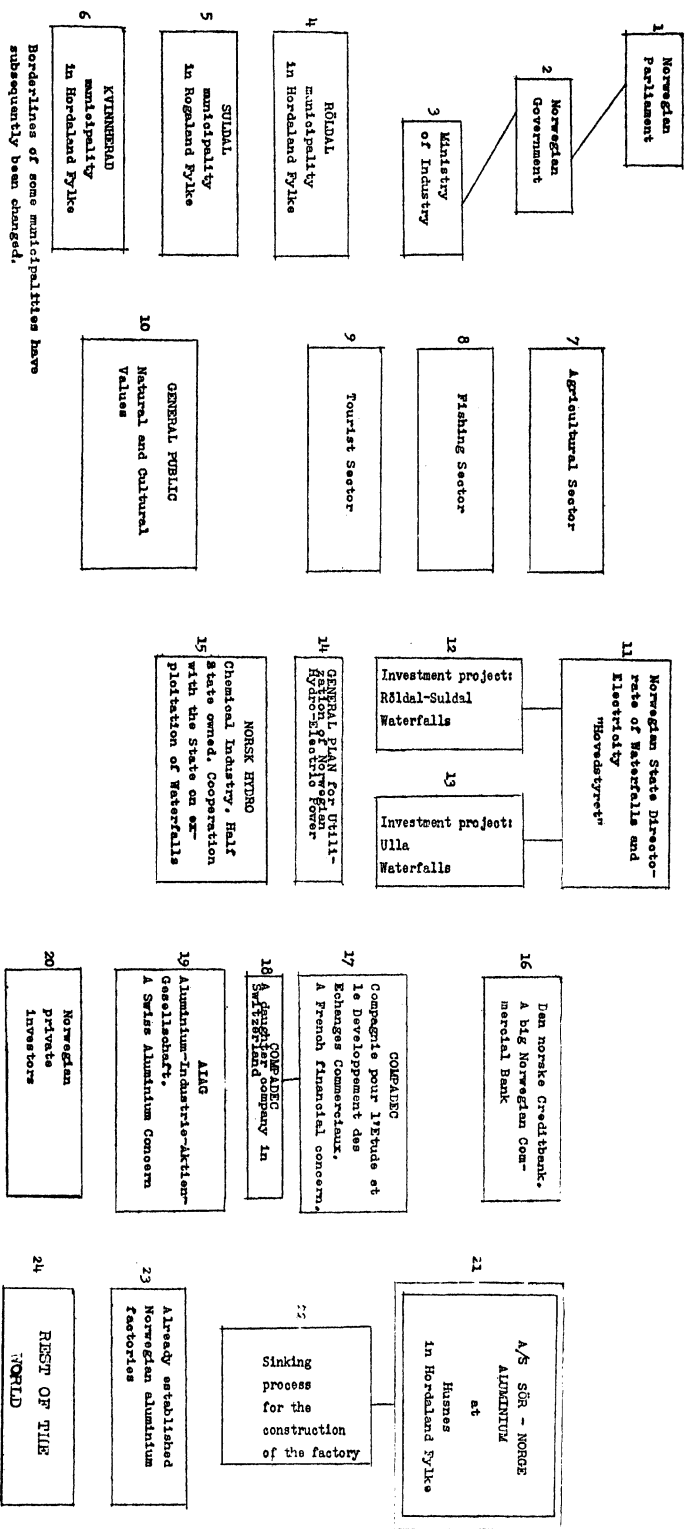 1
Norwegian
Parliament
2
Norwegian
Government
3
Ministry
of Industry
4
RÖLDAL
municipality
in Hordaland Fylke
5
SULDAL
municipality
in Rogaland Fylke
6
KVINNHERAD
municipality
in Hordaland Fylke
Borderlines of some municipalities have
subsequently been changed.
7
Agricultural Sector
8
Fishing Sector
9
Tourist Sector
10
GENERAL PUBLIC
Natural and Cultural
Values
11
Norwegian State Directo-
rate of Waterfalls and
Electricity
"Hovedstyret"
12
Investment project:
Röldal-Suldal
Waterfalls
13
Investment project:
Ulla
Waterfalls
14
GENERAL PLAN for Utili-
zation of Norwegian
Hydro-Electric Power
15
NORSK HYDRO
Chemical Industry. Half
State owned. Cooperation
with the State on ex-
ploitation of Waterfalls
16
Den norske Creditbank.
A big Norwegian Com-
mercial Bank
17
COMPADEC
Compagnie pour l'Etude et
le Developpement des
Echanges Commerciaux.
A French financial concern.
18
COMPADEC
A daughter company in
Switzerland
19
AIAG
Aluminium-Industrie-Aktien-
Gesellschaft.
A Swiss Aluminium Concern
20
Norwegian
private
investors
21
A/S SÖR - NORGE
ALUMINIUM
at
Husnes
in Hordaland Fylke
22
Sinking
process
for the
construction
of the factory
23
Already established
Norwegian aluminium
factories
24
REST OF THE
WORLD